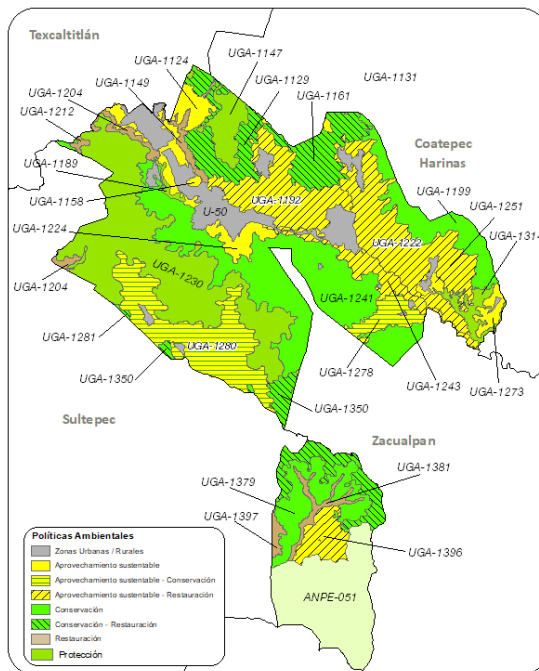 Texcaltitlán
UGA-1147
UGA-1124
UGA-1129
UGA-1149
UGA-1131
UGA-1161
UGA-1204
UGA-1212
Coatepec
Harinas
UGA-1189
UGA-1199
UGA-1158
UGA-1192
UGA-1251
U-50
UGA-1314
UGA-1224
UGA-1222
UGA-1204
UGA-1230
UGA-1241
UGA-1281
UGA-1280
UGA-1278
UGA-1243
UGA-1273
UGA-1350
UGA-1350
Sultepec
Zacualpan
UGA-1381
UGA-1379
UGA-1397
UGA-1396
ANPE-051
Políticas Ambientales
Zonas Urbanas / Rurales
Aprovechamiento sustentable
Aprovechamiento sustentable - Conservación
Aprovechamiento sustentable - Restauración
Conservación
Conservación - Restauración
Restauración
Protección